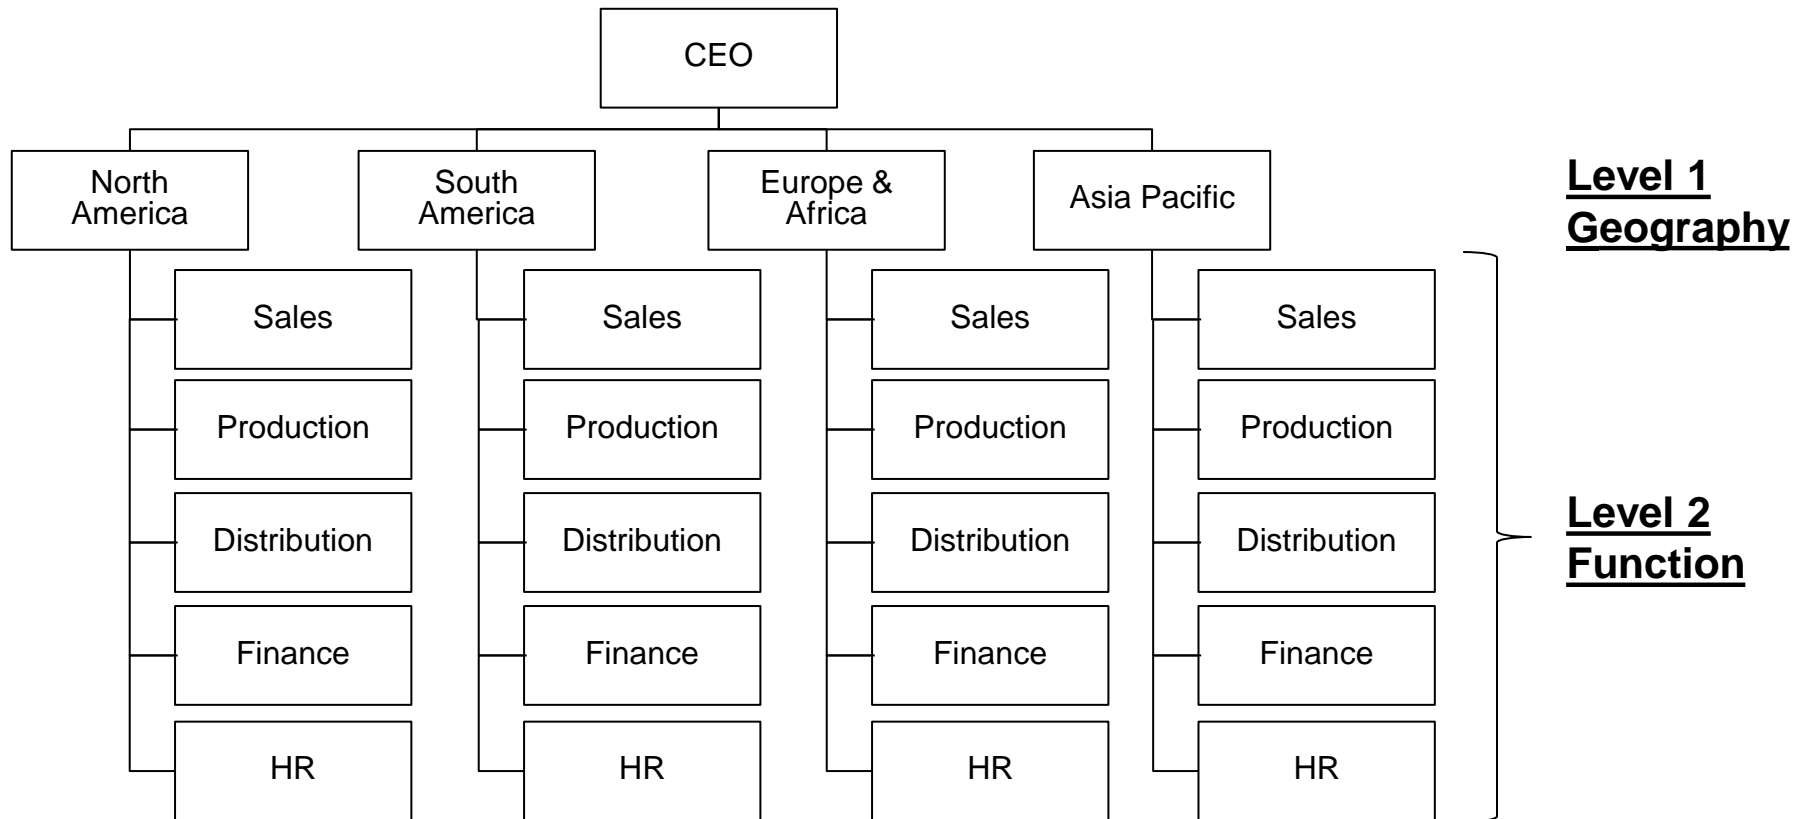 CEO
North
America
South
America
Europe &
Africa
Asia Pacific
Level 1
Geography
Sales
Sales
Sales
Sales
Production
Production
Production
Production
Distribution
Distribution
Distribution
Distribution
Level 2
Function
Finance
Finance
Finance
Finance
HR
HR
HR
HR